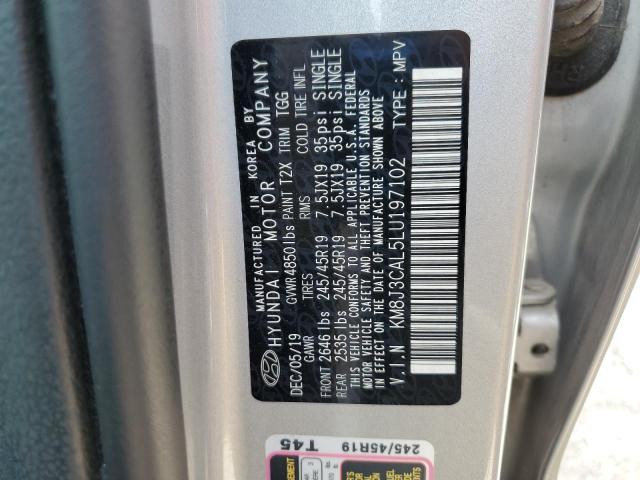 MANUFACTURED IN KOREA BY
HYUNDAI MOTOR COMPANY
DEC/05/19 GVWR 4850 lbs PAINT T2X TRIM TGG
GAWR TIRES RIMS COLD TIRE INFL
FRONT 2646 lbs 245/45R19 7.5JX19 35psi SINGLE
REAR 2535 lbs 245/45R19 7.5JX19 35psi SINGLE
THIS VEHICLE CONFORMS TO ALL APPLICABLE U.S.A. FEDERAL
MOTOR VEHICLE SAFETY AND THEFT PREVENTION STANDARDS
IN EFFECT ON THE DATE OF MANUFACTURE SHOWN ABOVE
V.I.N KM8J3CAL5LU197102 TYPE : MPV
T45
245/45R19